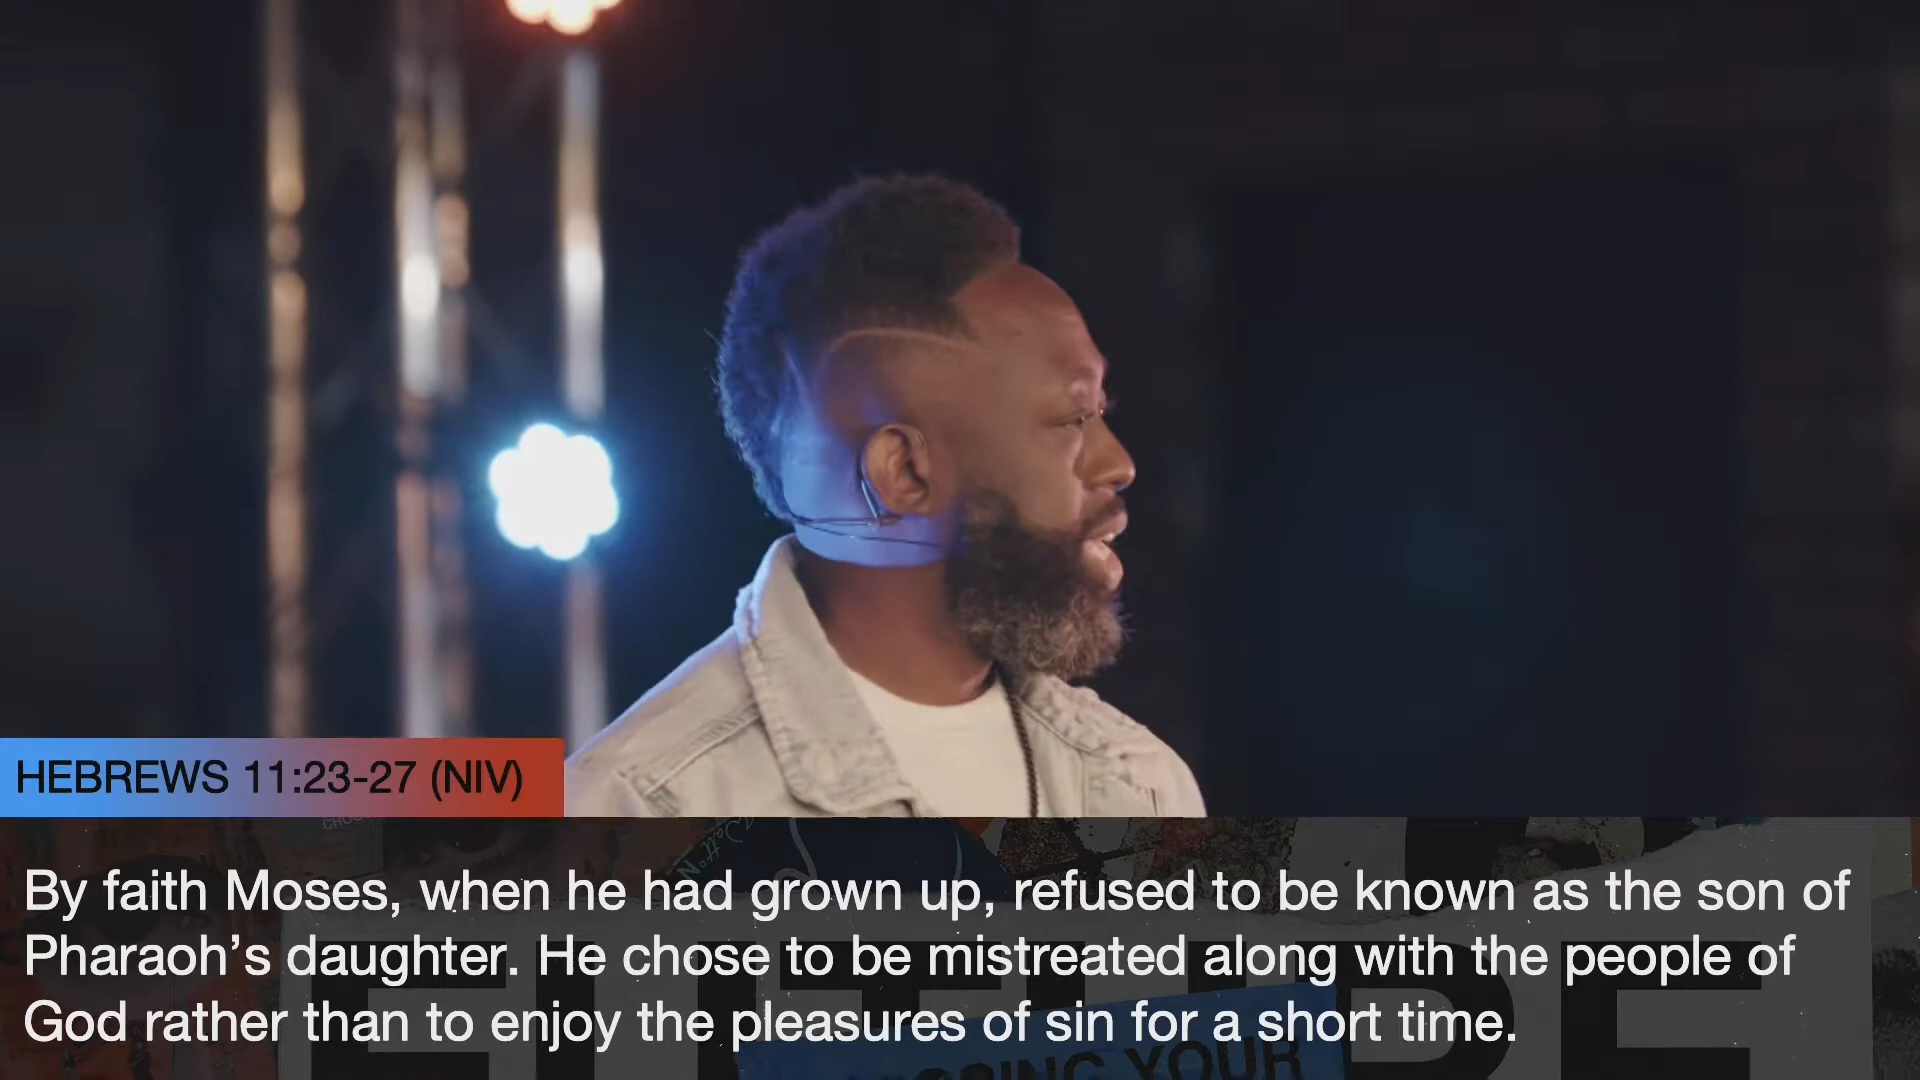 HEBREWS 11:23-27 (NIV)
By faith Moses, when he had grown up, refused to be known as the son of
Pharaoh’s daughter. He chose to be mistreated along with the people of
God rather than to enjoy the pleasures of sin for a short time.
YOUR